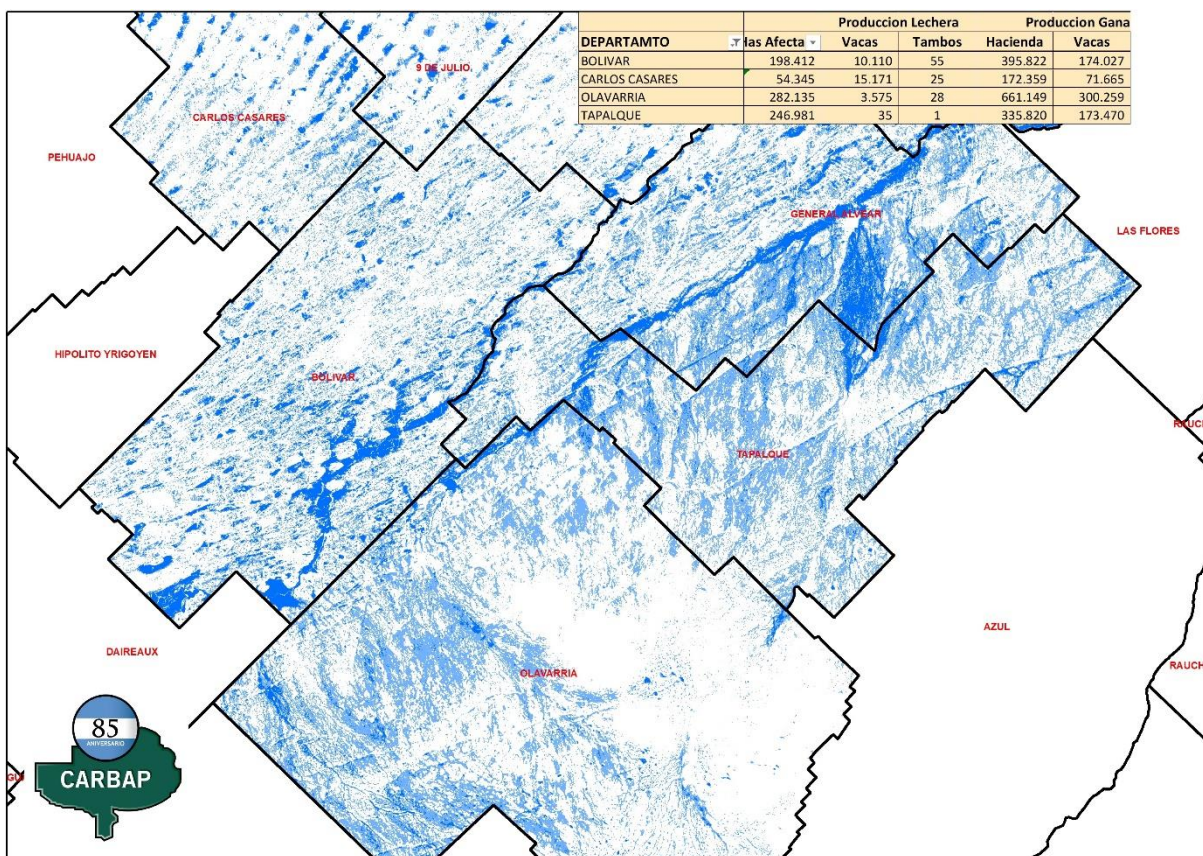 Produccion Lechera Produccion Gana
DEPARTAMTO Has Afecta Vacas Tambos Hacienda Vacas
BOLIVAR 198.412 10.110 55 395.822 174.027
CARLOS CASARES 54.345 15.171 25 172.359 71.665
OLAVARRIA 282.135 3.575 28 661.149 300.259
TAPALQUE 246.981 35 1 335.820 173.470
9 DE JULIO
CARLOS CASARES
PEHUAJO
GENERAL ALVEAR
LAS FLORES
HIPOLITO YRIGOYEN
BOLIVAR
RAUCH
TAPALQUE
AZUL
DAIREAUX
RAUCH
OLAVARRIA
85
ANIVERSARIO
CARBAP
GU